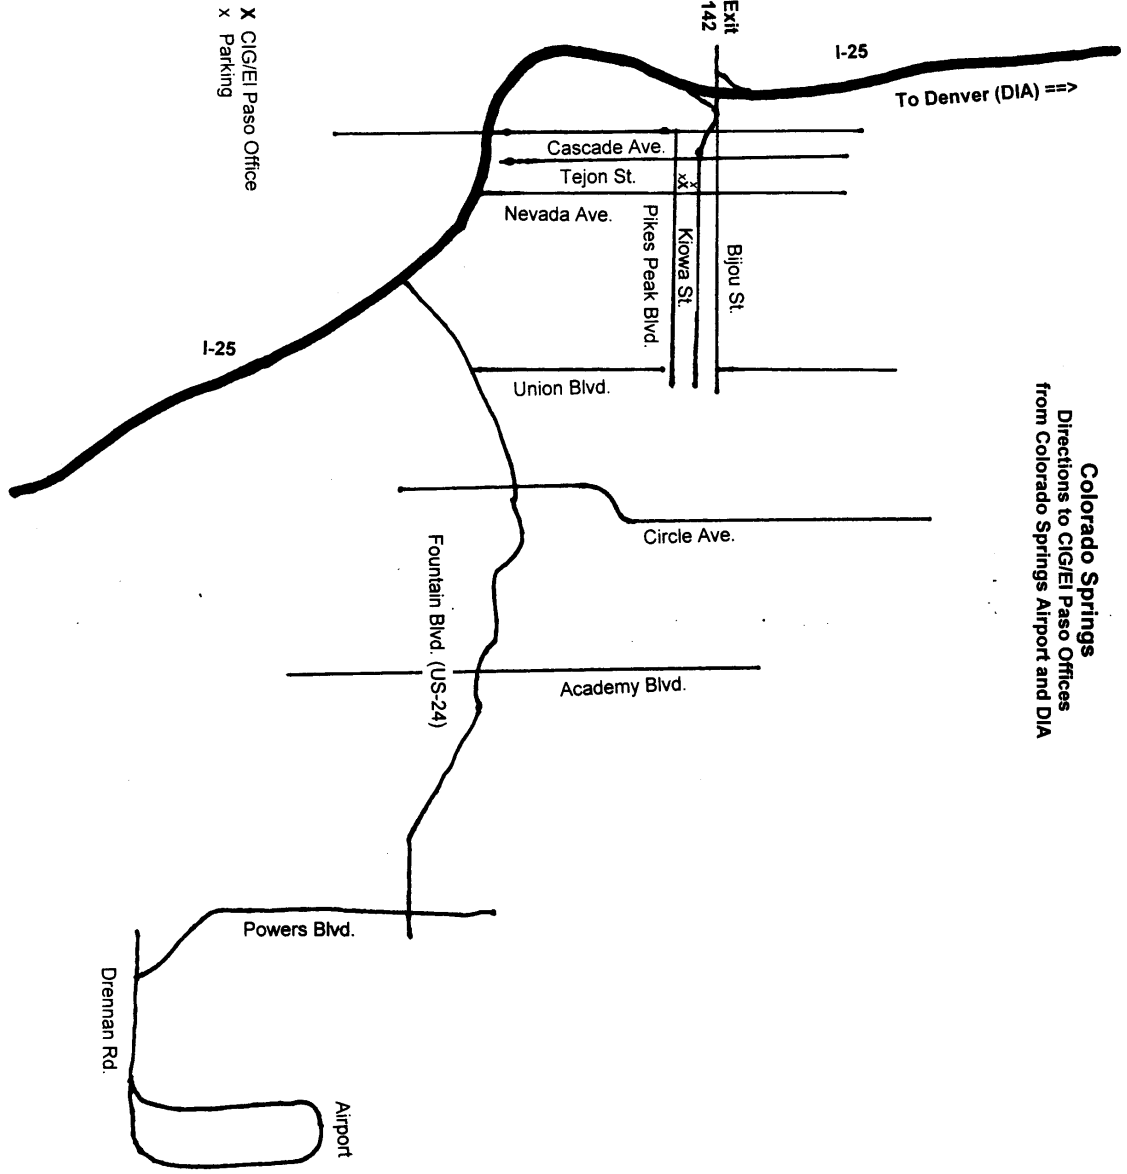 Colorado Springs
Directions to CIG/El Paso Offices
from Colorado Springs Airport and DIA
Exit
142
I-25
To Denver (DIA) ==>
X CIG/El Paso Office
x Parking
Cascade Ave.
Tejon St.
Nevada Ave.
x
xX
Pikes Peak Blvd.
Kiowa St.
Bijou St.
I-25
Union Blvd.
Circle Ave.
Fountain Blvd. (US-24)
Academy Blvd.
Powers Blvd.
Drennan Rd.
Airport